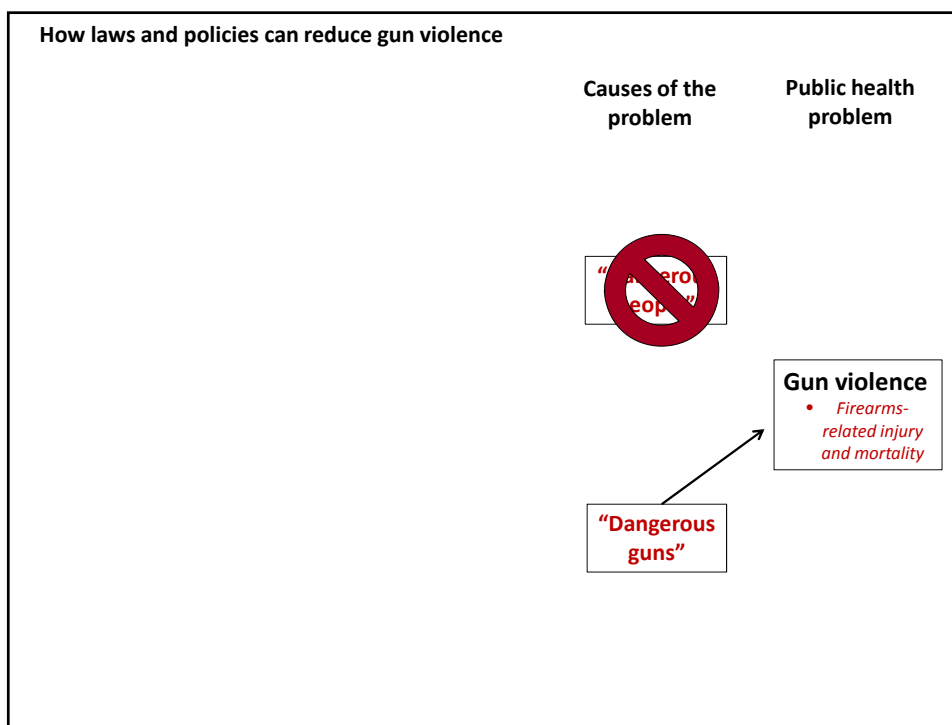 How laws and policies can reduce gun violence
Causes of the
problem
Public health
problem
Gun violence
• Firearms-
related injury
and mortality
“Dangerous
guns”